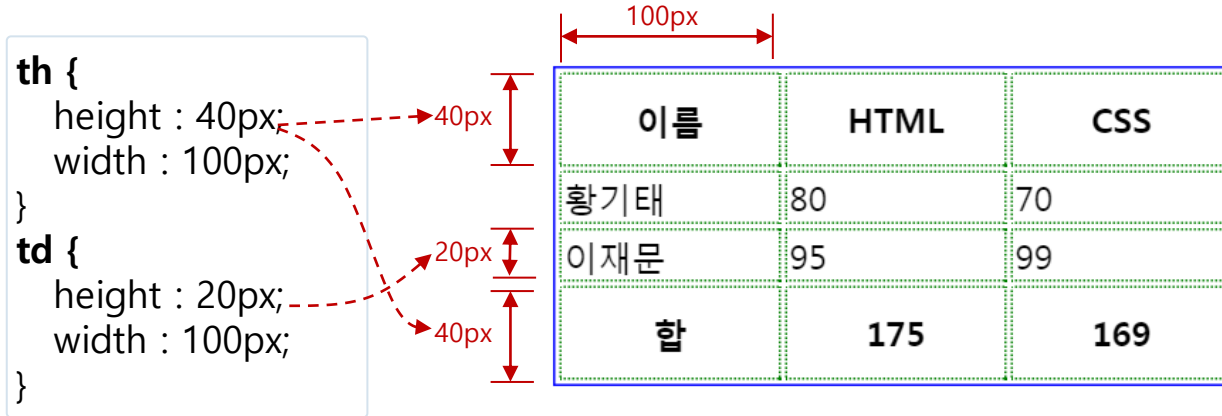 th {
height : 40px;
width : 100px;
}
td {
height : 20px;
width : 100px;
}
100px
40px
20px
40px
이름 HTML CSS
황기태 80 70
이재문 95 99
합 175 169